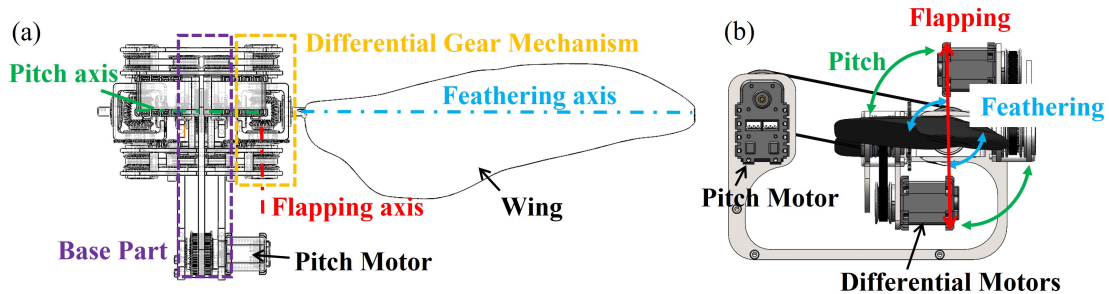 (a)
Differential Gear Mechanism
Pitch axis
Feathering axis
Flapping axis
Wing
Base Part
Pitch Motor
(b)
Flapping
Pitch
Feathering
Pitch Motor
Differential Motors